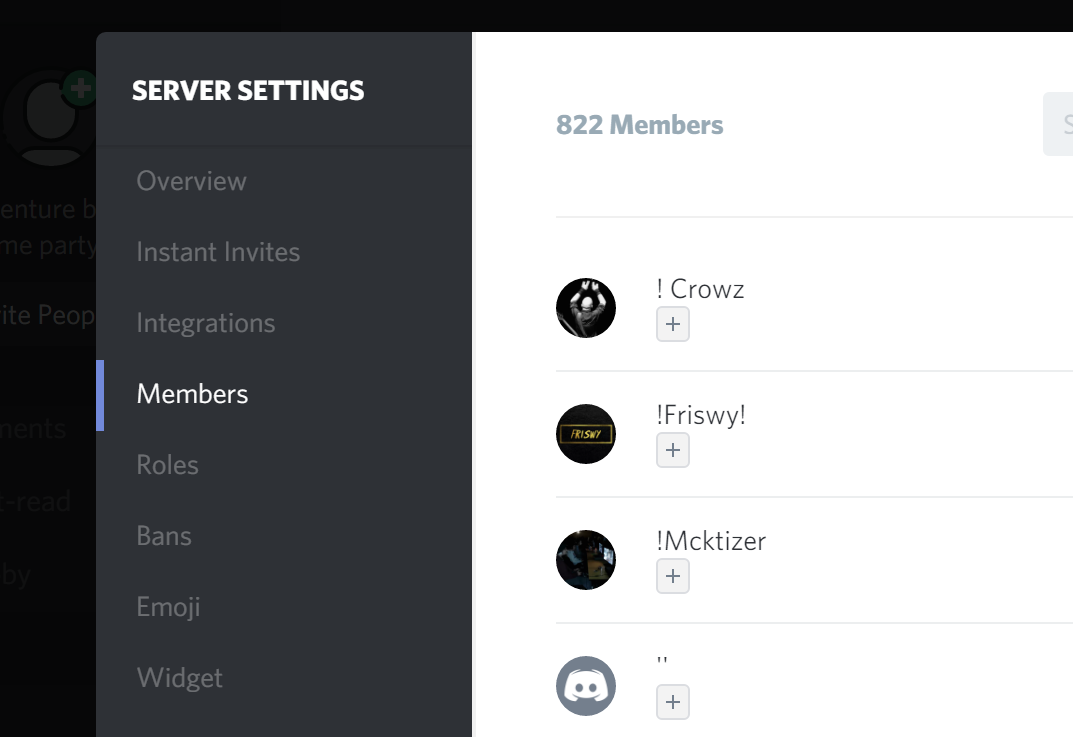 SERVER SETTINGS
Overview
Instant Invites
Integrations
Members
Roles
Bans
Emoji
Widget
822 Members
! Crowz
!Friswy!
FRISWY
!Mcktizer
''
enture b
me party
ite Peop
ments
t-read
by